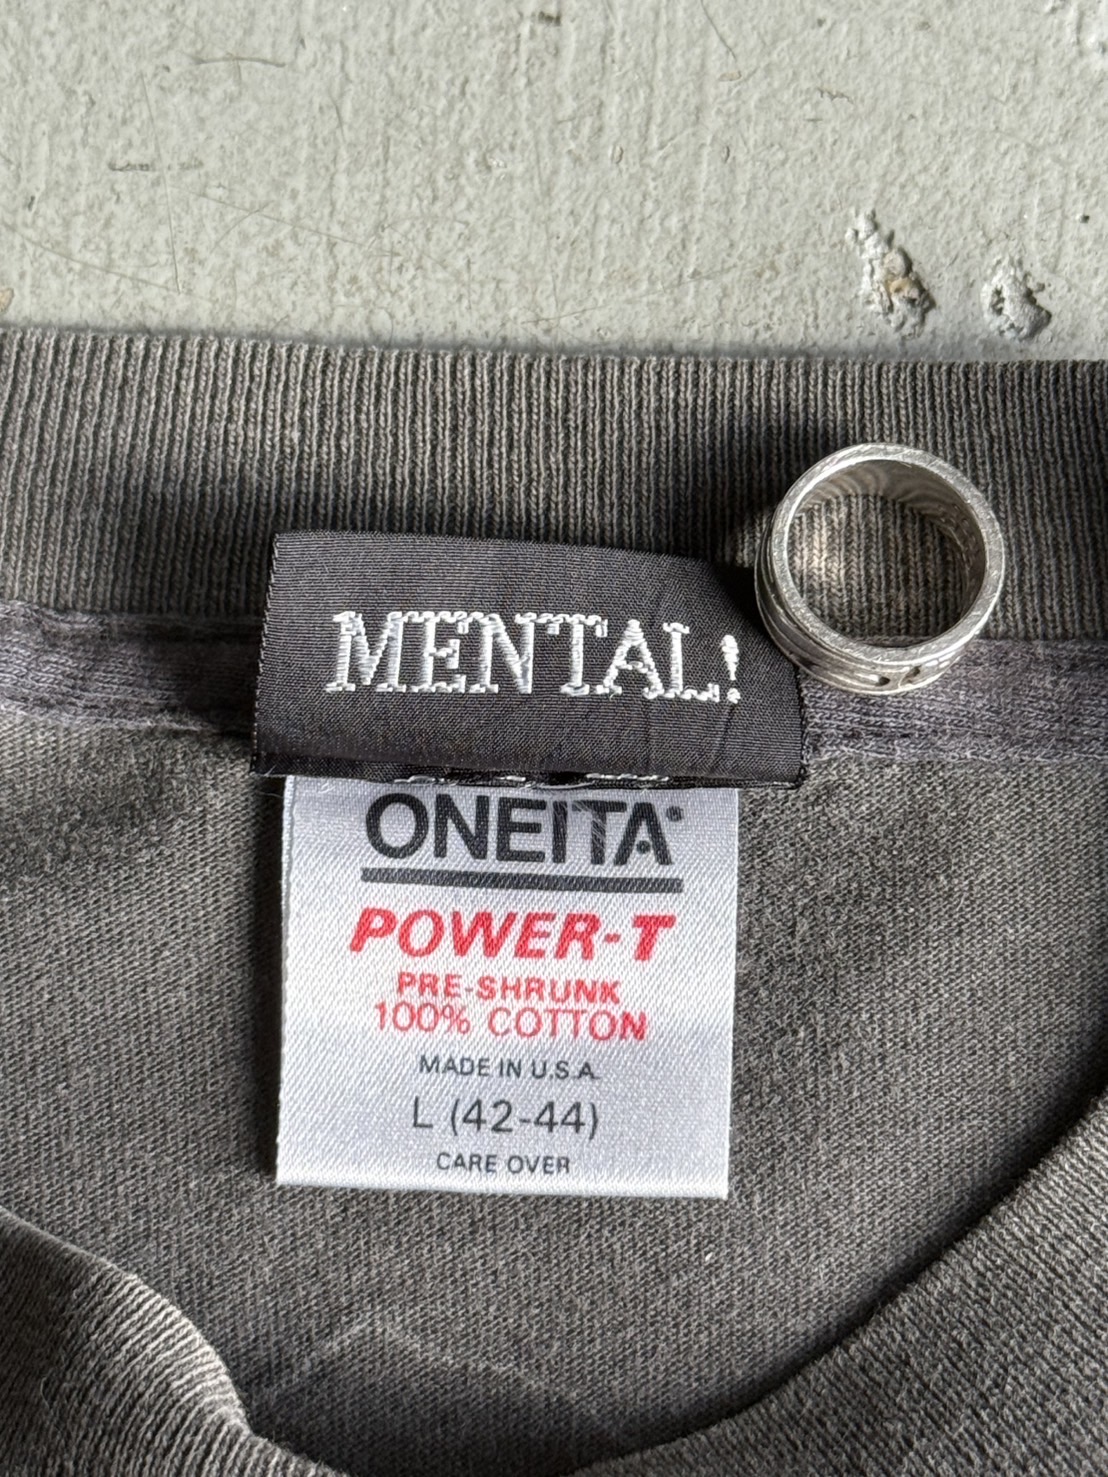 MENTAL!
ONEITA®
POWER-T
PRE-SHRUNK
100% COTTON
MADE IN U.S.A.
L (42-44)
CARE OVER